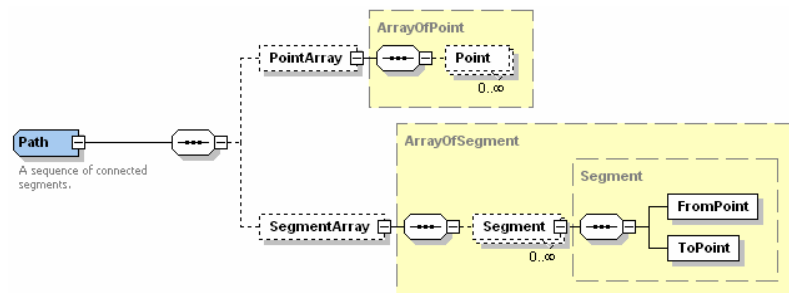 ArrayOfPoint
PointArray
Point
0..∞
Path
A sequence of connected
segments.
ArrayOfSegment
Segment
SegmentArray
Segment
0..∞
FromPoint
ToPoint